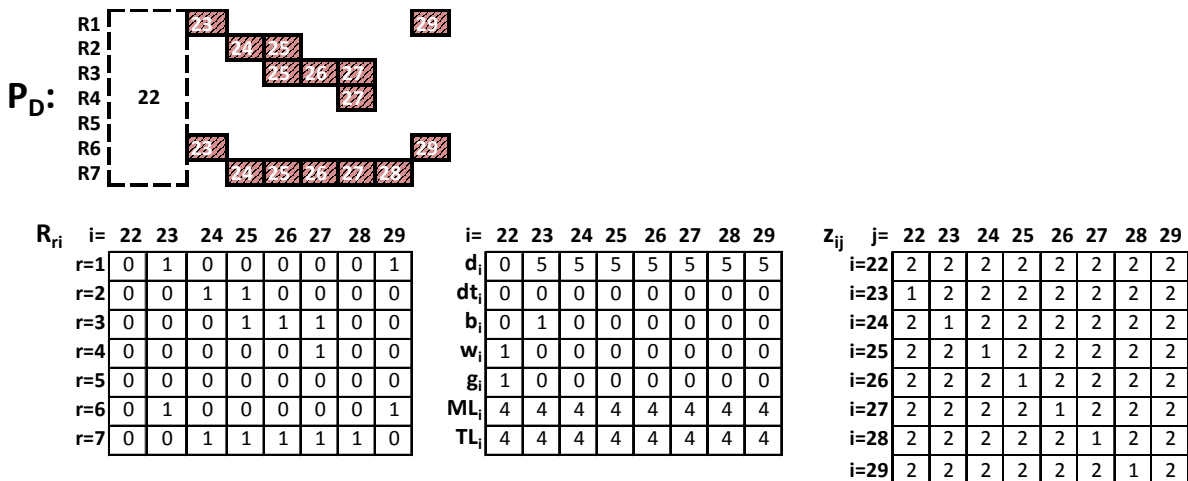 R1 23 29
R2 24 25
R3 25 26 27
P_D: R4 22 27
R5
R6 23 29
R7 24 25 26 27 28
R_ri i= 22 23 24 25 26 27 28 29
r=1 0 1 0 0 0 0 0 1
r=2 0 0 1 1 0 0 0 0
r=3 0 0 0 1 1 1 0 0
r=4 0 0 0 0 0 1 0 0
r=5 0 0 0 0 0 0 0 0
r=6 0 1 0 0 0 0 0 1
r=7 0 0 1 1 1 1 1 0
i= 22 23 24 25 26 27 28 29
d_i 0 5 5 5 5 5 5 5
dt_i 0 0 0 0 0 0 0 0
b_i 0 1 0 0 0 0 0 0
w_i 1 0 0 0 0 0 0 0
g_i 1 0 0 0 0 0 0 0
ML_i 4 4 4 4 4 4 4 4
TL_i 4 4 4 4 4 4 4 4
z_ij j= 22 23 24 25 26 27 28 29
i=22 2 2 2 2 2 2 2 2
i=23 1 2 2 2 2 2 2 2
i=24 2 1 2 2 2 2 2 2
i=25 2 2 1 2 2 2 2 2
i=26 2 2 2 1 2 2 2 2
i=27 2 2 2 2 1 2 2 2
i=28 2 2 2 2 2 1 2 2
i=29 2 2 2 2 2 2 1 2